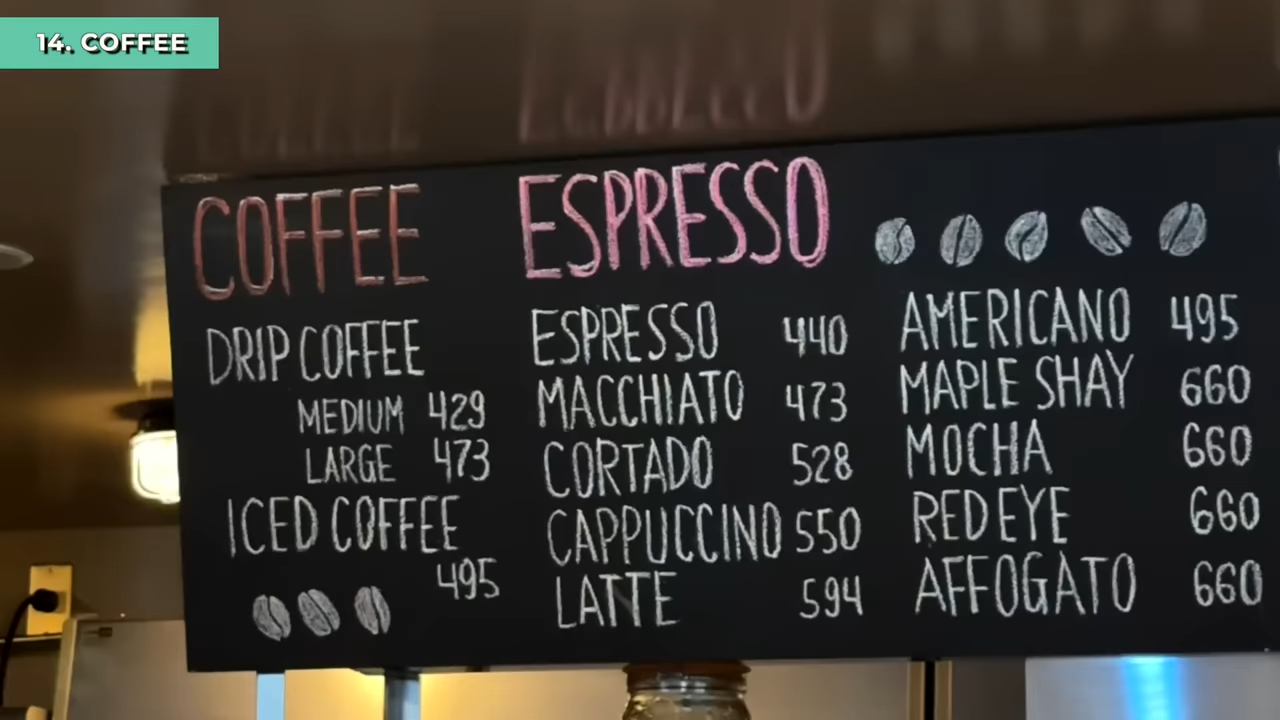 14. COFFEE
COFFEE
DRIP COFFEE
MEDIUM 429
LARGE 473
ICED COFFEE
495
ESPRESSO
ESPRESSO 440
MACCHIATO 473
CORTADO 528
CAPPUCCINO 550
LATTE 594
AMERICANO 495
MAPLE SHAY 660
MOCHA 660
RED EYE 660
AFFOGATO 660